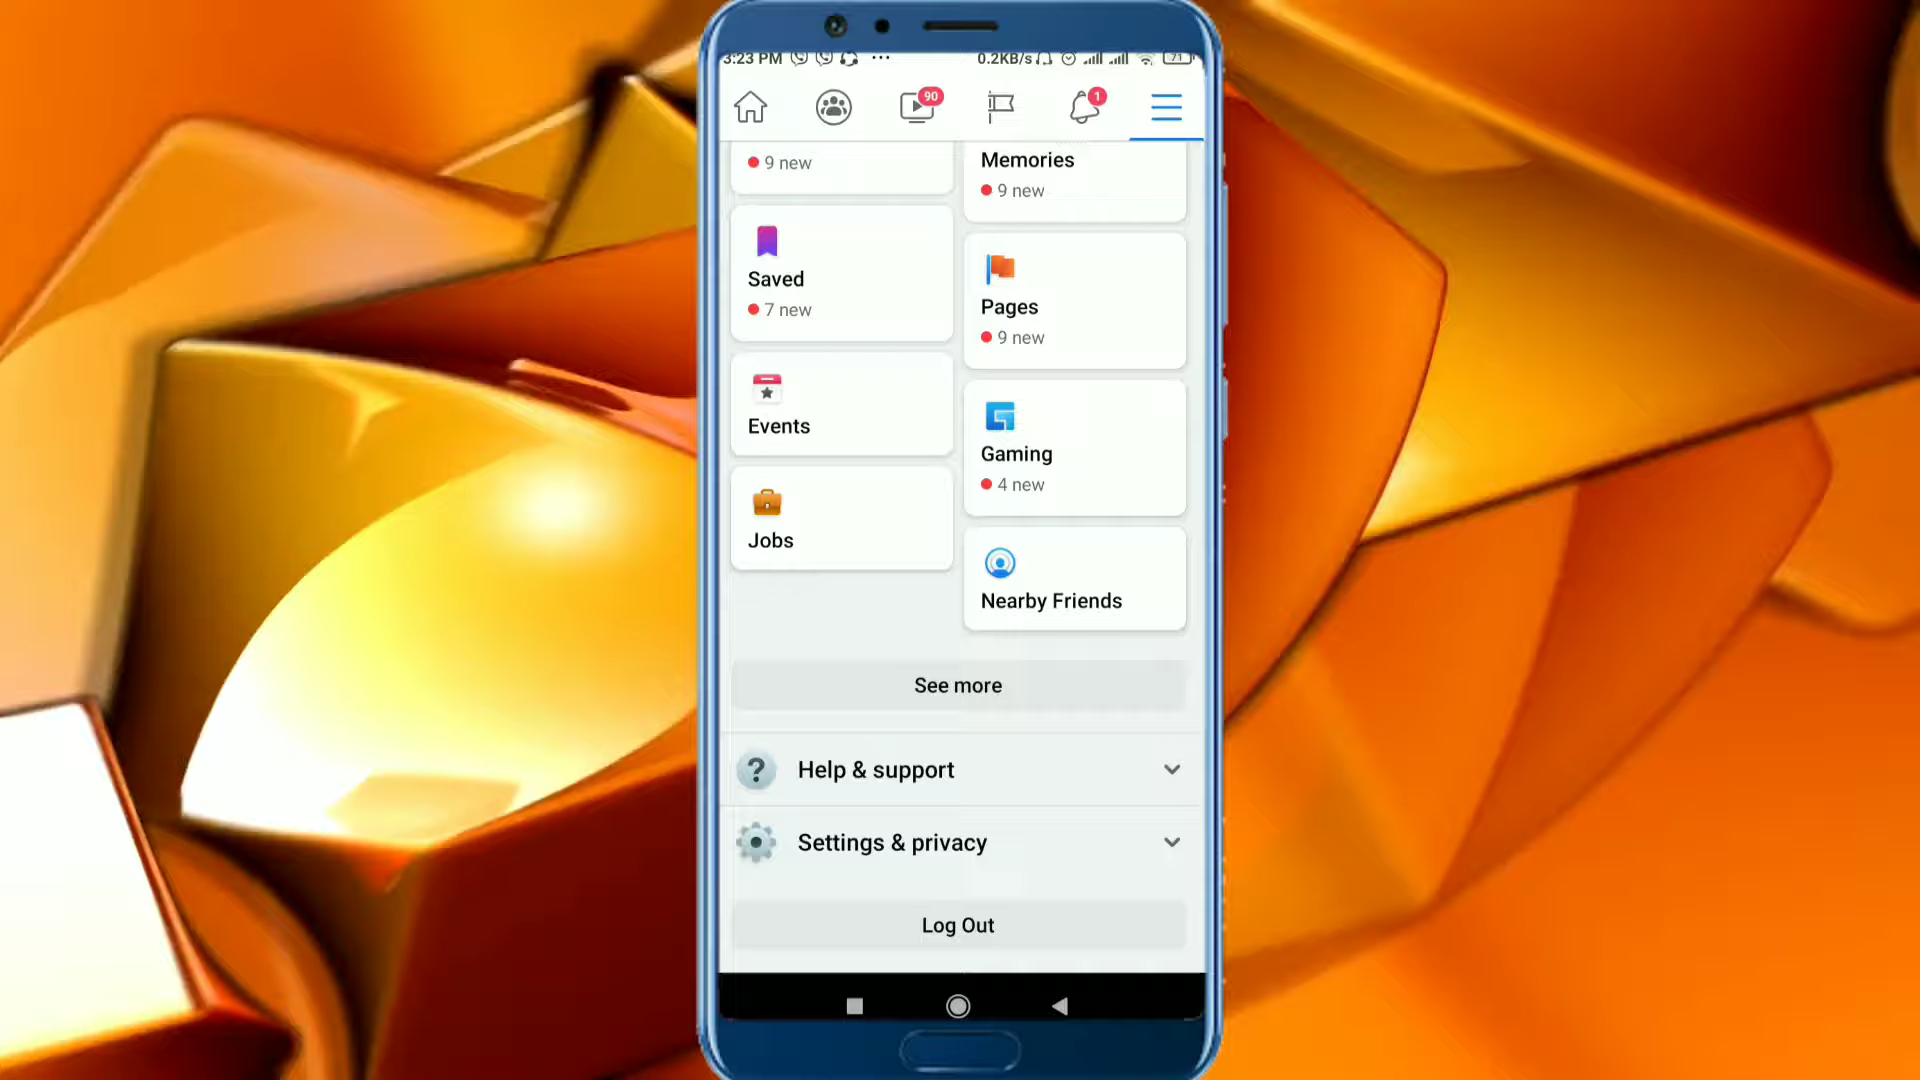 3:23 PM ... 0.2KB/s 71
90
1
9 new
Memories
9 new
Saved
7 new
Pages
9 new
Events
Gaming
4 new
Jobs
Nearby Friends
See more
? Help & support
Settings & privacy
Log Out